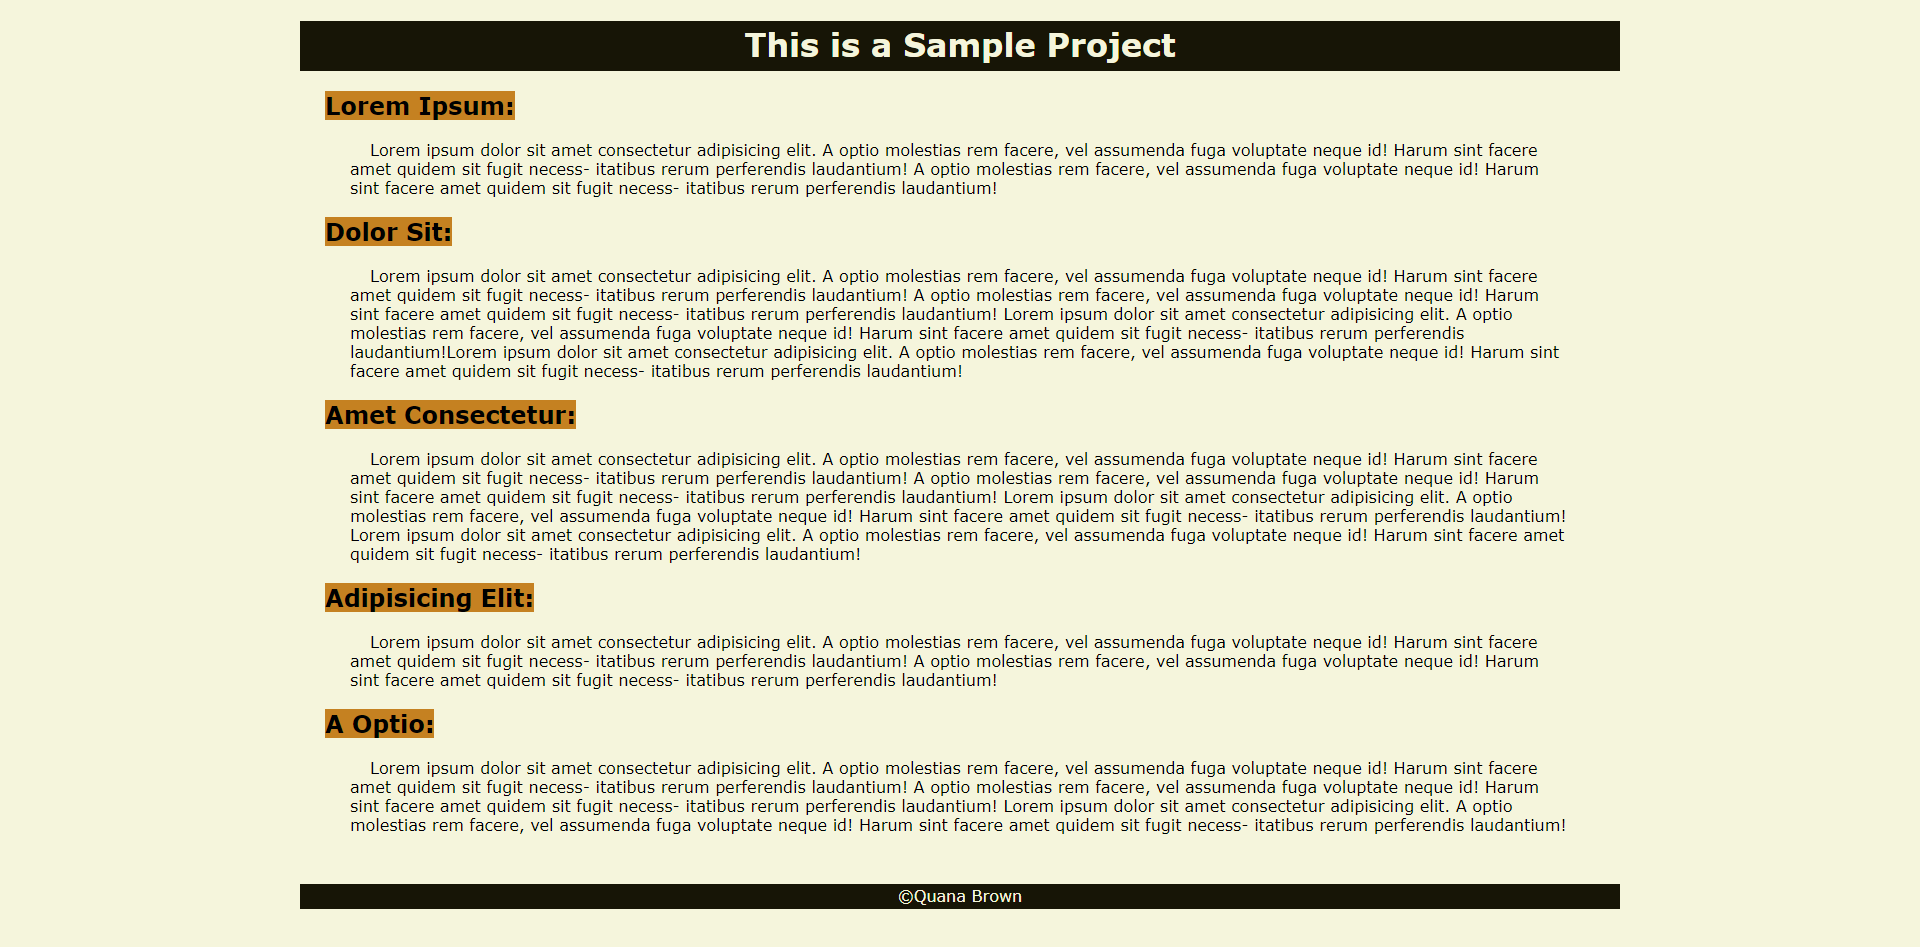 This is a Sample Project
Lorem Ipsum:
Lorem ipsum dolor sit amet consectetur adipisicing elit. A optio molestias rem facere, vel assumenda fuga voluptate neque id! Harum sint facere
amet quidem sit fugit necess- itatibus rerum perferendis laudantium! A optio molestias rem facere, vel assumenda fuga voluptate neque id! Harum
sint facere amet quidem sit fugit necess- itatibus rerum perferendis laudantium!
Dolor Sit:
Lorem ipsum dolor sit amet consectetur adipisicing elit. A optio molestias rem facere, vel assumenda fuga voluptate neque id! Harum sint facere
amet quidem sit fugit necess- itatibus rerum perferendis laudantium! A optio molestias rem facere, vel assumenda fuga voluptate neque id! Harum
sint facere amet quidem sit fugit necess- itatibus rerum perferendis laudantium! Lorem ipsum dolor sit amet consectetur adipisicing elit. A optio
molestias rem facere, vel assumenda fuga voluptate neque id! Harum sint facere amet quidem sit fugit necess- itatibus rerum perferendis
laudantium!Lorem ipsum dolor sit amet consectetur adipisicing elit. A optio molestias rem facere, vel assumenda fuga voluptate neque id! Harum sint
facere amet quidem sit fugit necess- itatibus rerum perferendis laudantium!
Amet Consectetur:
Lorem ipsum dolor sit amet consectetur adipisicing elit. A optio molestias rem facere, vel assumenda fuga voluptate neque id! Harum sint facere
amet quidem sit fugit necess- itatibus rerum perferendis laudantium! A optio molestias rem facere, vel assumenda fuga voluptate neque id! Harum
sint facere amet quidem sit fugit necess- itatibus rerum perferendis laudantium! Lorem ipsum dolor sit amet consectetur adipisicing elit. A optio
molestias rem facere, vel assumenda fuga voluptate neque id! Harum sint facere amet quidem sit fugit necess- itatibus rerum perferendis laudantium!
Lorem ipsum dolor sit amet consectetur adipisicing elit. A optio molestias rem facere, vel assumenda fuga voluptate neque id! Harum sint facere amet
quidem sit fugit necess- itatibus rerum perferendis laudantium!
Adipisicing Elit:
Lorem ipsum dolor sit amet consectetur adipisicing elit. A optio molestias rem facere, vel assumenda fuga voluptate neque id! Harum sint facere
amet quidem sit fugit necess- itatibus rerum perferendis laudantium! A optio molestias rem facere, vel assumenda fuga voluptate neque id! Harum
sint facere amet quidem sit fugit necess- itatibus rerum perferendis laudantium!
A Optio:
Lorem ipsum dolor sit amet consectetur adipisicing elit. A optio molestias rem facere, vel assumenda fuga voluptate neque id! Harum sint facere
amet quidem sit fugit necess- itatibus rerum perferendis laudantium! A optio molestias rem facere, vel assumenda fuga voluptate neque id! Harum
sint facere amet quidem sit fugit necess- itatibus rerum perferendis laudantium! Lorem ipsum dolor sit amet consectetur adipisicing elit. A optio
molestias rem facere, vel assumenda fuga voluptate neque id! Harum sint facere amet quidem sit fugit necess- itatibus rerum perferendis laudantium!
©Quana Brown